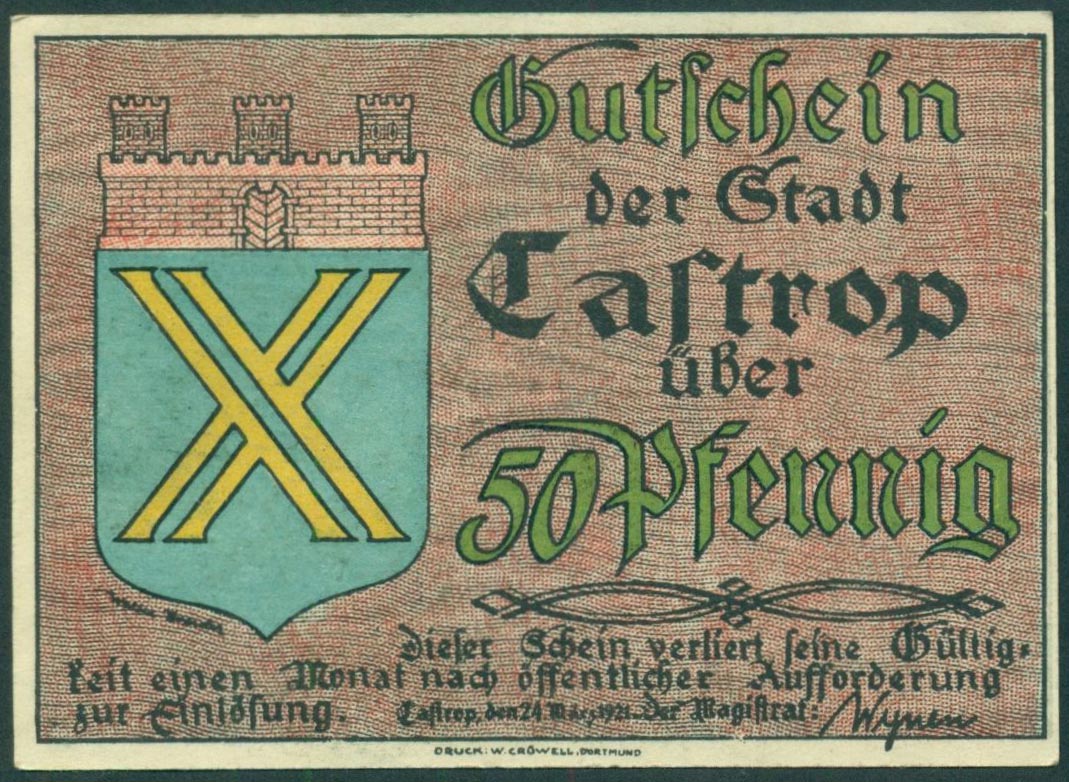 Gutschein
der Stadt
Castrop
über
50 Pfennig
Dieser Schein verliert seine Gültig-
keit einen Monat nach öffentlicher Aufforderung
zur Einlösung. Castrop, den 24 März 1921. Der Magistrat: Wynen
DRUCK: W. CRÜWELL, DORTMUND